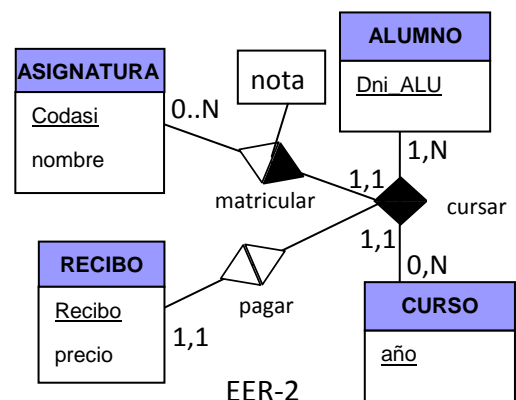 ALUMNO
Dni_ALU
ASIGNATURA
Codasi
nombre
nota
0..N
1,N
1,1
matricular
cursar
1,1
RECIBO
Recibo
precio
1,1
pagar
0,N
CURSO
año
EER-2